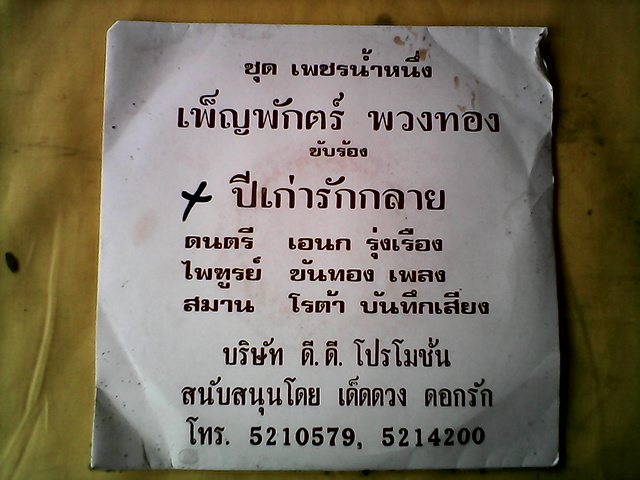 ชุด เพชรน้ำหนึ่ง
เพ็ญพักตร์ พวงทอง
ขับร้อง
× ปีเก่ารักกลาย
ดนตรี เอนก รุ่งเรือง
ไพฑูรย์ ขันทอง เพลง
สมาน โรต้า บันทึกเสียง
บริษัท ดี.ดี. โปรโมชั่น
สนับสนุนโดย เด็ดดวง ดอกรัก
โทร. 5210579, 5214200